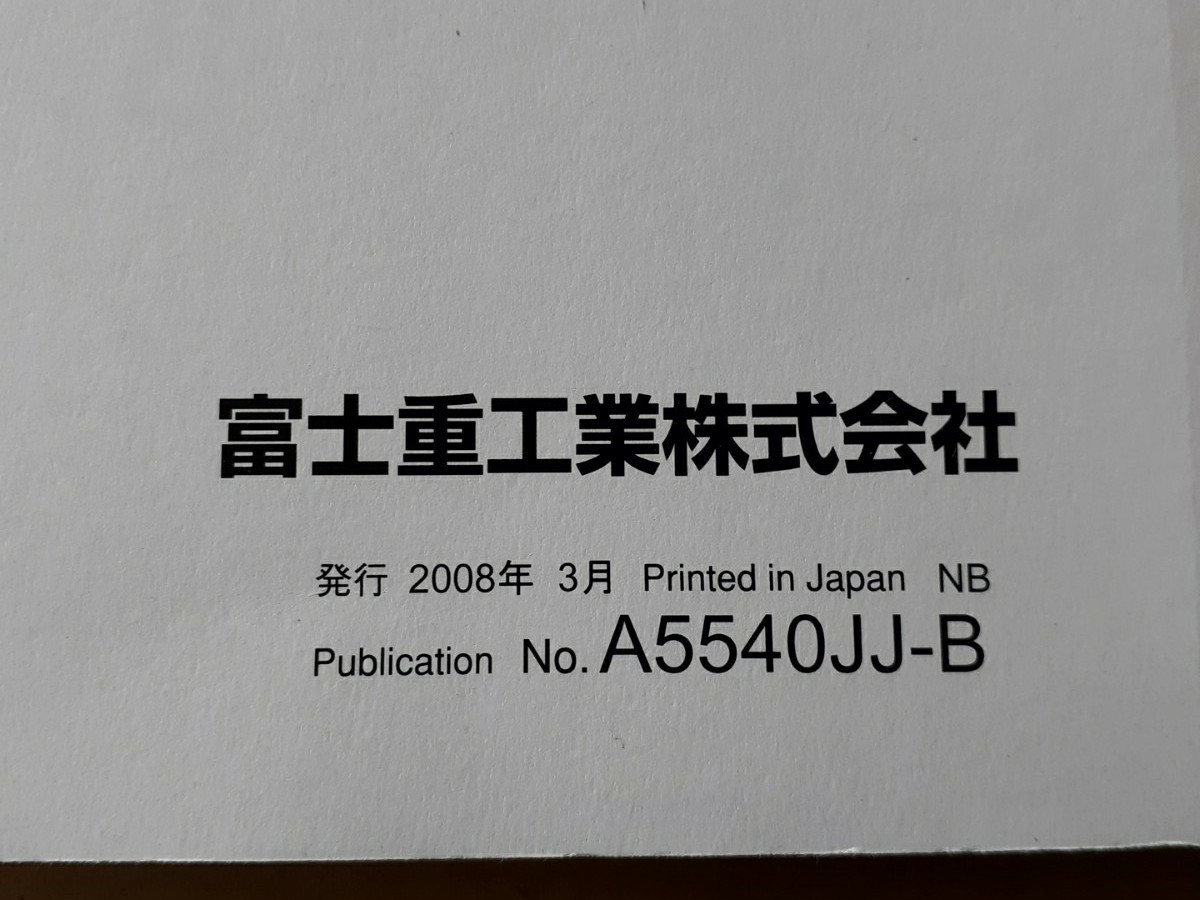 富士重工業株式会社
発行 2008年 3月 Printed in Japan NB
Publication No. A5540JJ-B